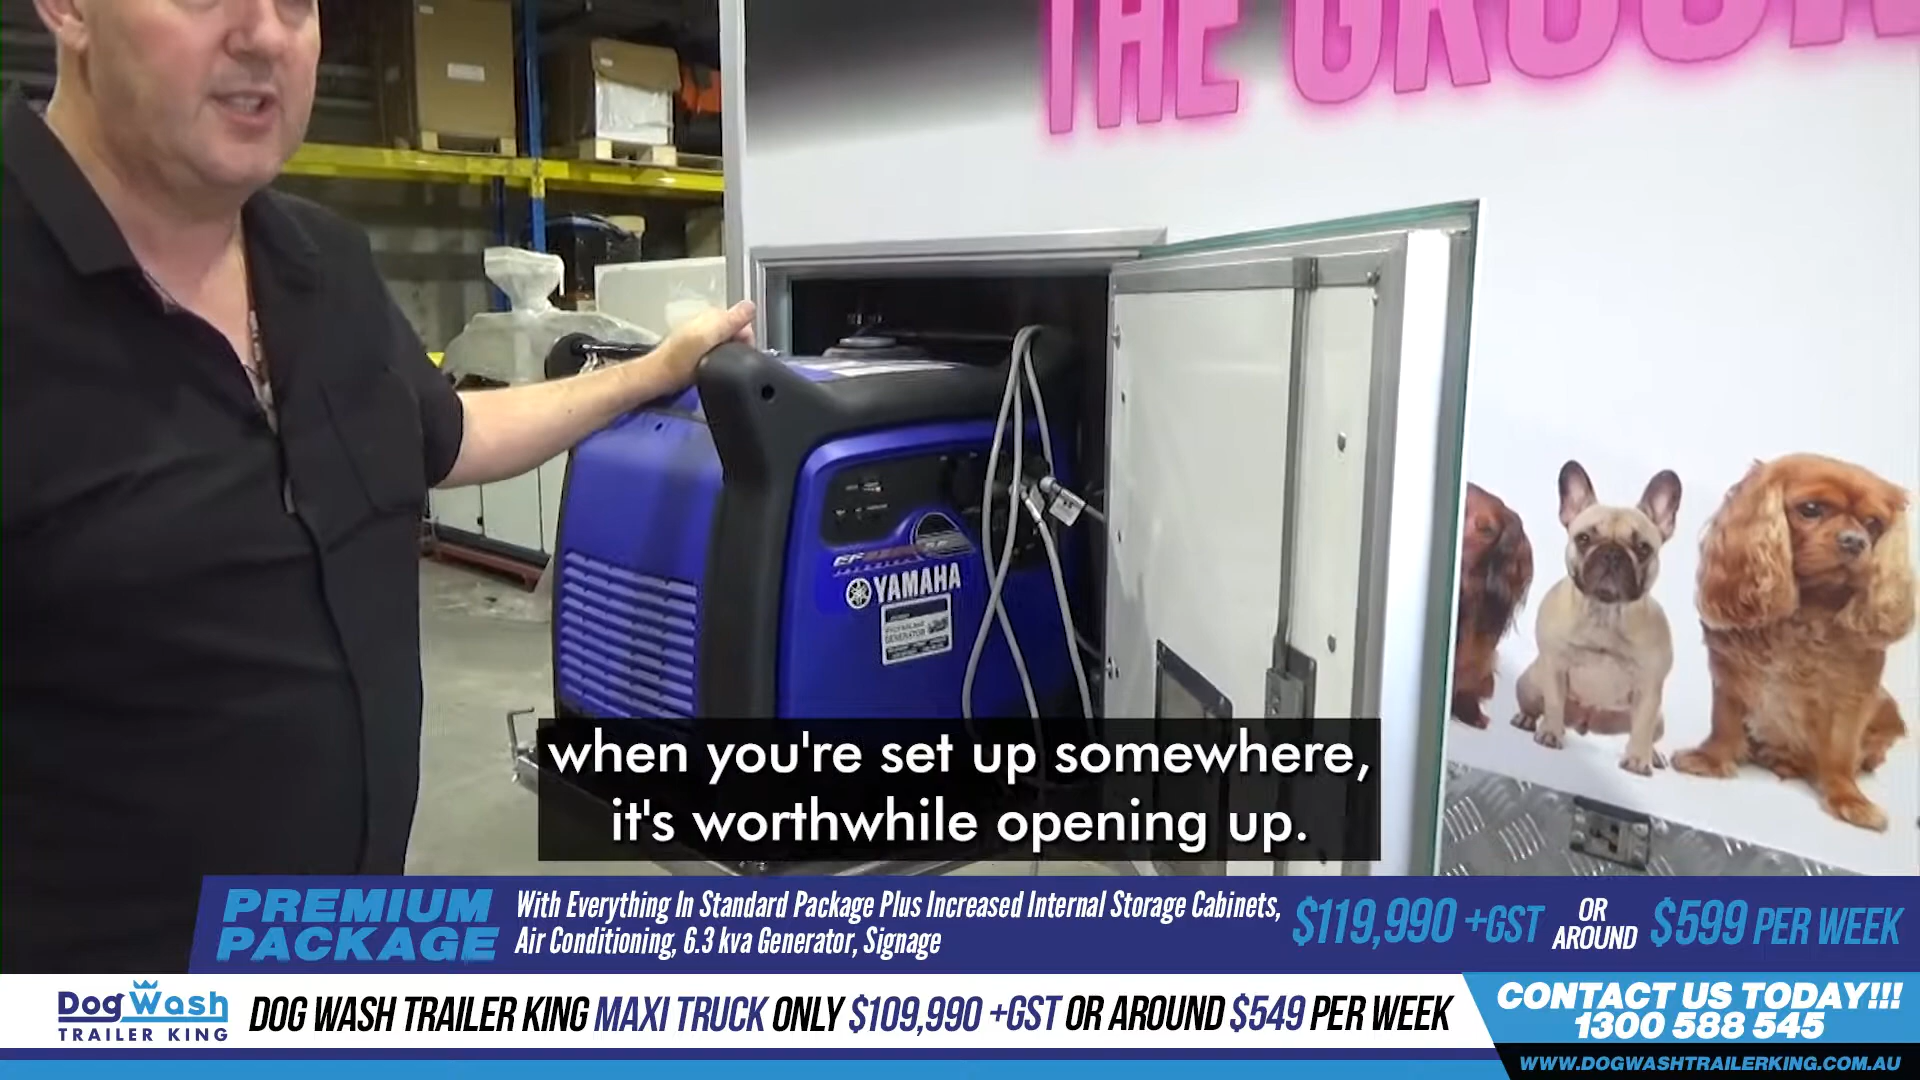 THE GROO
YAMAHA
GENERATOR
when you're set up somewhere,
it's worthwhile opening up.
PREMIUM
PACKAGE
With Everything In Standard Package Plus Increased Internal Storage Cabinets,
Air Conditioning, 6.3 kva Generator, Signage
$119,990 +GST
OR
AROUND
$599 PER WEEK
Dog Wash
TRAILER KING
DOG WASH TRAILER KING MAXI TRUCK ONLY $109,990 +GST OR AROUND $549 PER WEEK
CONTACT US TODAY!!!
1300 588 545
WWW.DOGWASHTRAILERKING.COM.AU